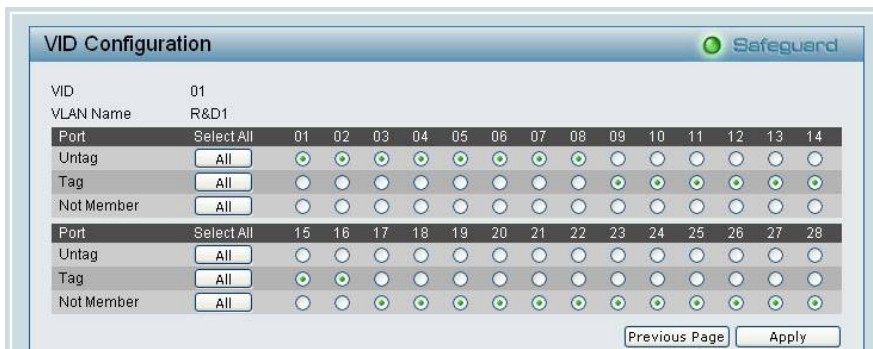 VID Configuration Safeguard
VID 01
VLAN Name R&D1
Port Select All 01 02 03 04 05 06 07 08 09 10 11 12 13 14
Untag All
Tag All
Not Member All
Port Select All 15 16 17 18 19 20 21 22 23 24 25 26 27 28
Untag All
Tag All
Not Member All
Previous Page Apply